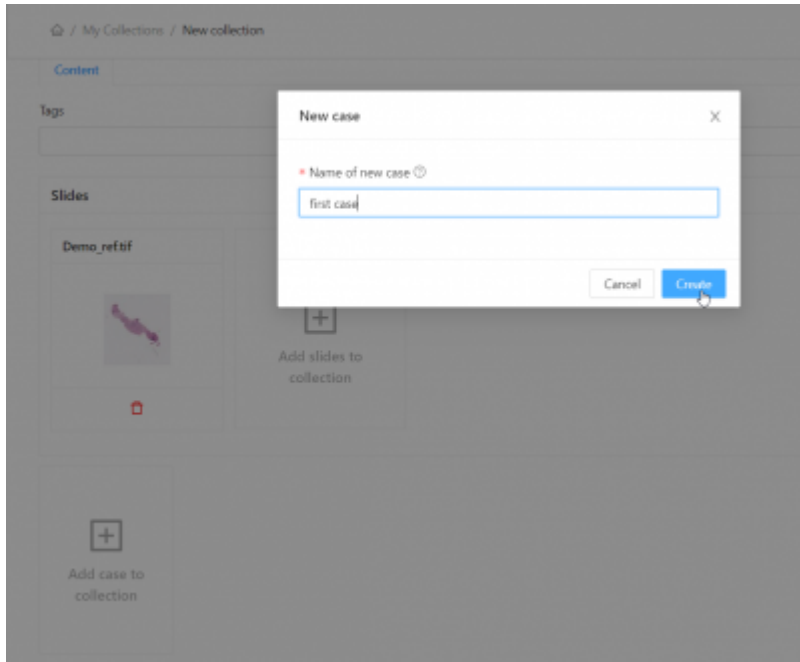 / My Collections / New collection
Content
Tags
New case
* Name of new case
first case
Cancel
Create
Slides
Demo_ref.tif
Add slides to
collection
Add case to
collection